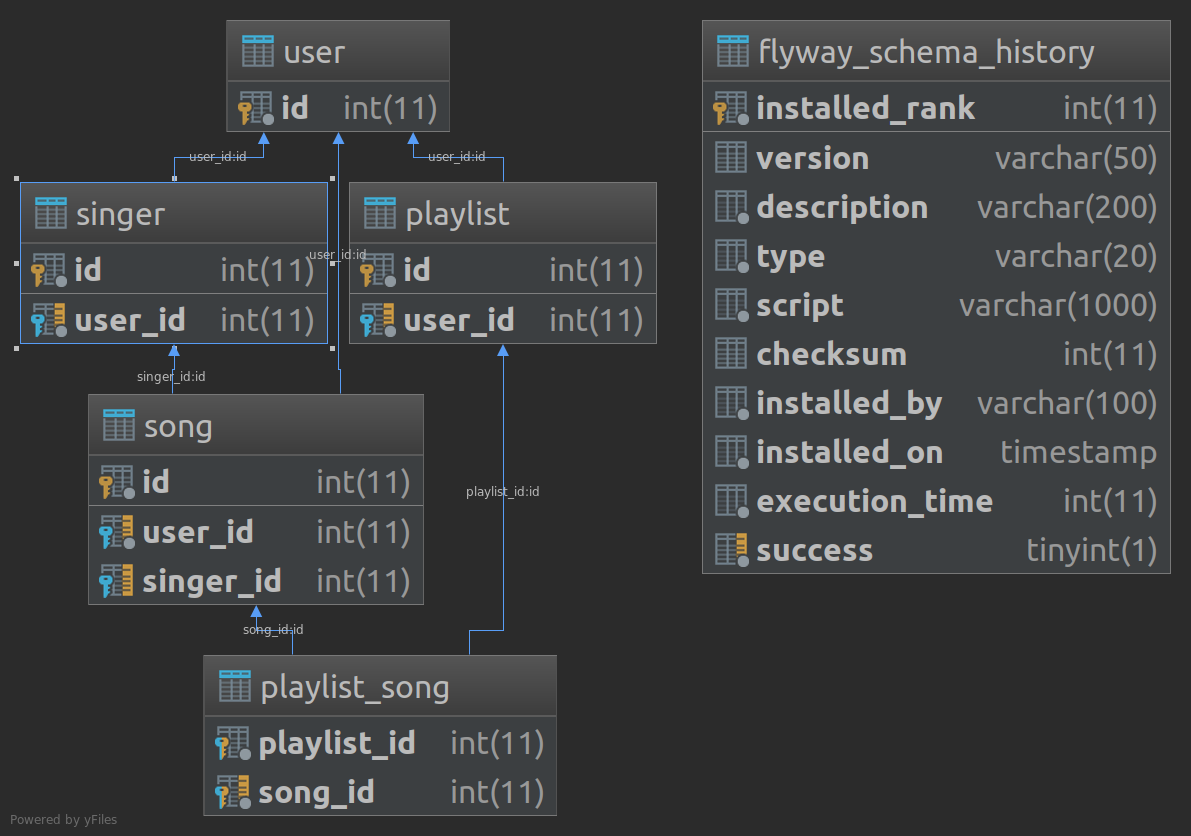 user
id int(11)
user_id:id
user_id:id
singer
id int(11)
user_id int(11)
user_id:id
playlist
id int(11)
user_id int(11)
singer_id:id
song
id int(11)
user_id int(11)
singer_id int(11)
playlist_id:id
song_id:id
playlist_song
playlist_id int(11)
song_id int(11)
flyway_schema_history
installed_rank int(11)
version varchar(50)
description varchar(200)
type varchar(20)
script varchar(1000)
checksum int(11)
installed_by varchar(100)
installed_on timestamp
execution_time int(11)
success tinyint(1)
Powered by yFiles